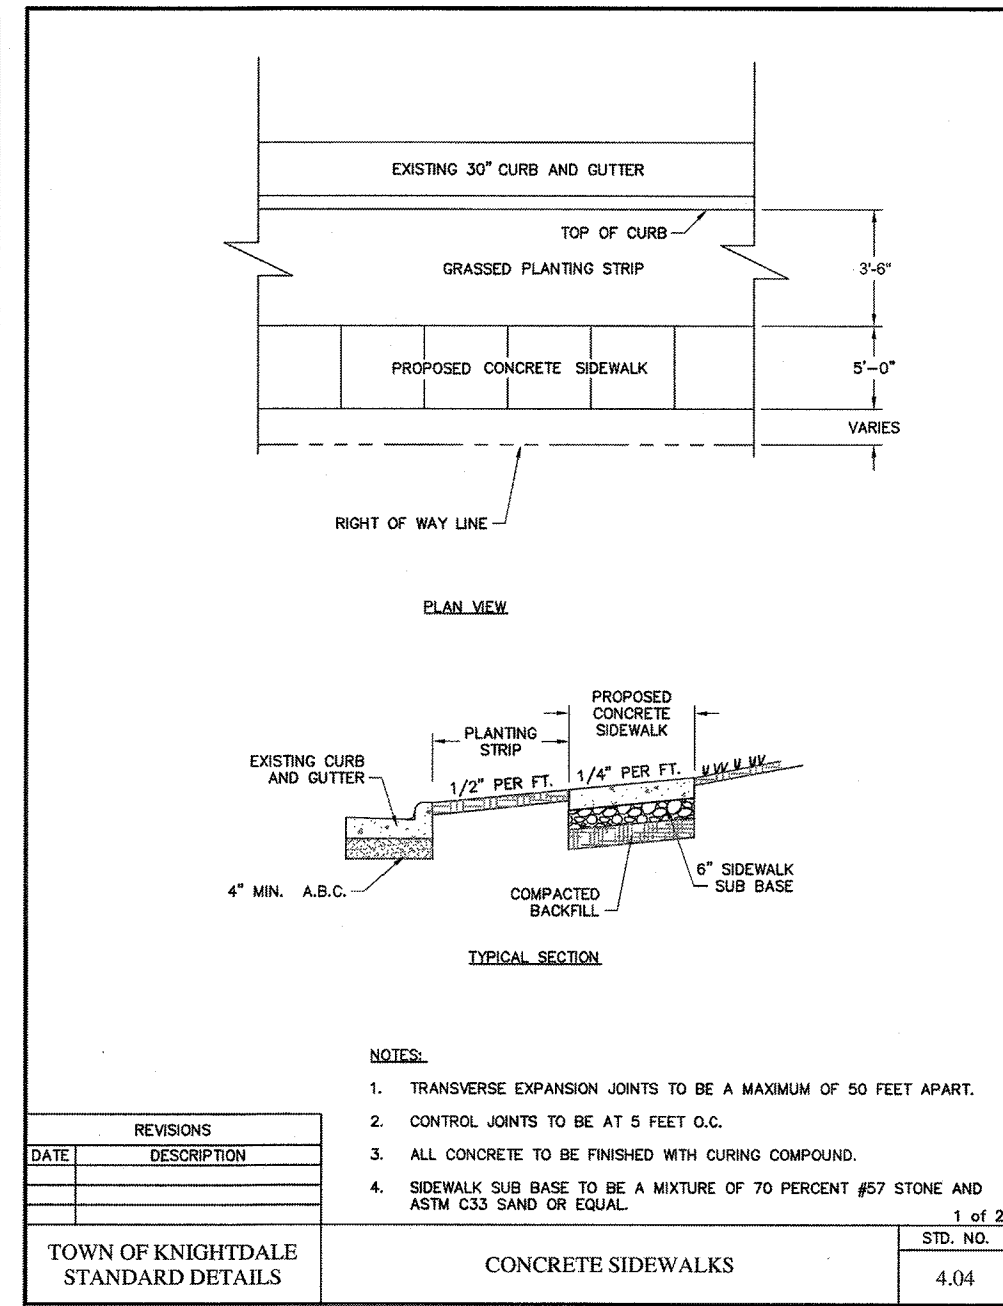 EXISTING 30" CURB AND GUTTER
TOP OF CURB
GRASSED PLANTING STRIP
3'-6"
PROPOSED CONCRETE SIDEWALK
5'-0"
VARIES
RIGHT OF WAY LINE
PLAN VIEW
PROPOSED
CONCRETE
SIDEWALK
PLANTING
STRIP
EXISTING CURB
AND GUTTER
1/2" PER FT.
1/4" PER FT.
4" MIN. A.B.C.
COMPACTED
BACKFILL
6" SIDEWALK
SUB BASE
TYPICAL SECTION
NOTES:
1. TRANSVERSE EXPANSION JOINTS TO BE A MAXIMUM OF 50 FEET APART.
2. CONTROL JOINTS TO BE AT 5 FEET O.C.
3. ALL CONCRETE TO BE FINISHED WITH CURING COMPOUND.
4. SIDEWALK SUB BASE TO BE A MIXTURE OF 70 PERCENT #57 STONE AND
ASTM C33 SAND OR EQUAL.
1 of 2
REVISIONS
DATE DESCRIPTION
TOWN OF KNIGHTDALE
STANDARD DETAILS
CONCRETE SIDEWALKS
STD. NO.
4.04